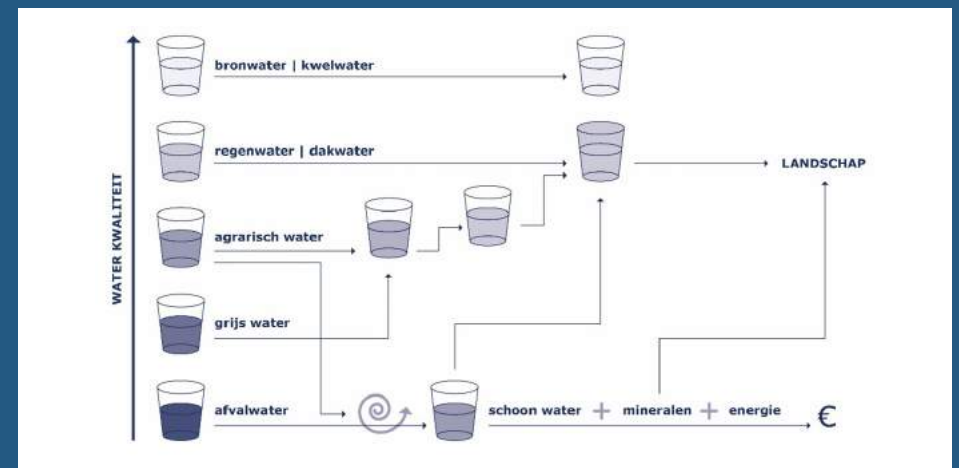 WATER KWALITEIT
bronwater | kwelwater
regenwater | dakwater
LANDSCHAP
agrarisch water
grijs water
afvalwater
schoon water + mineralen + energie
€